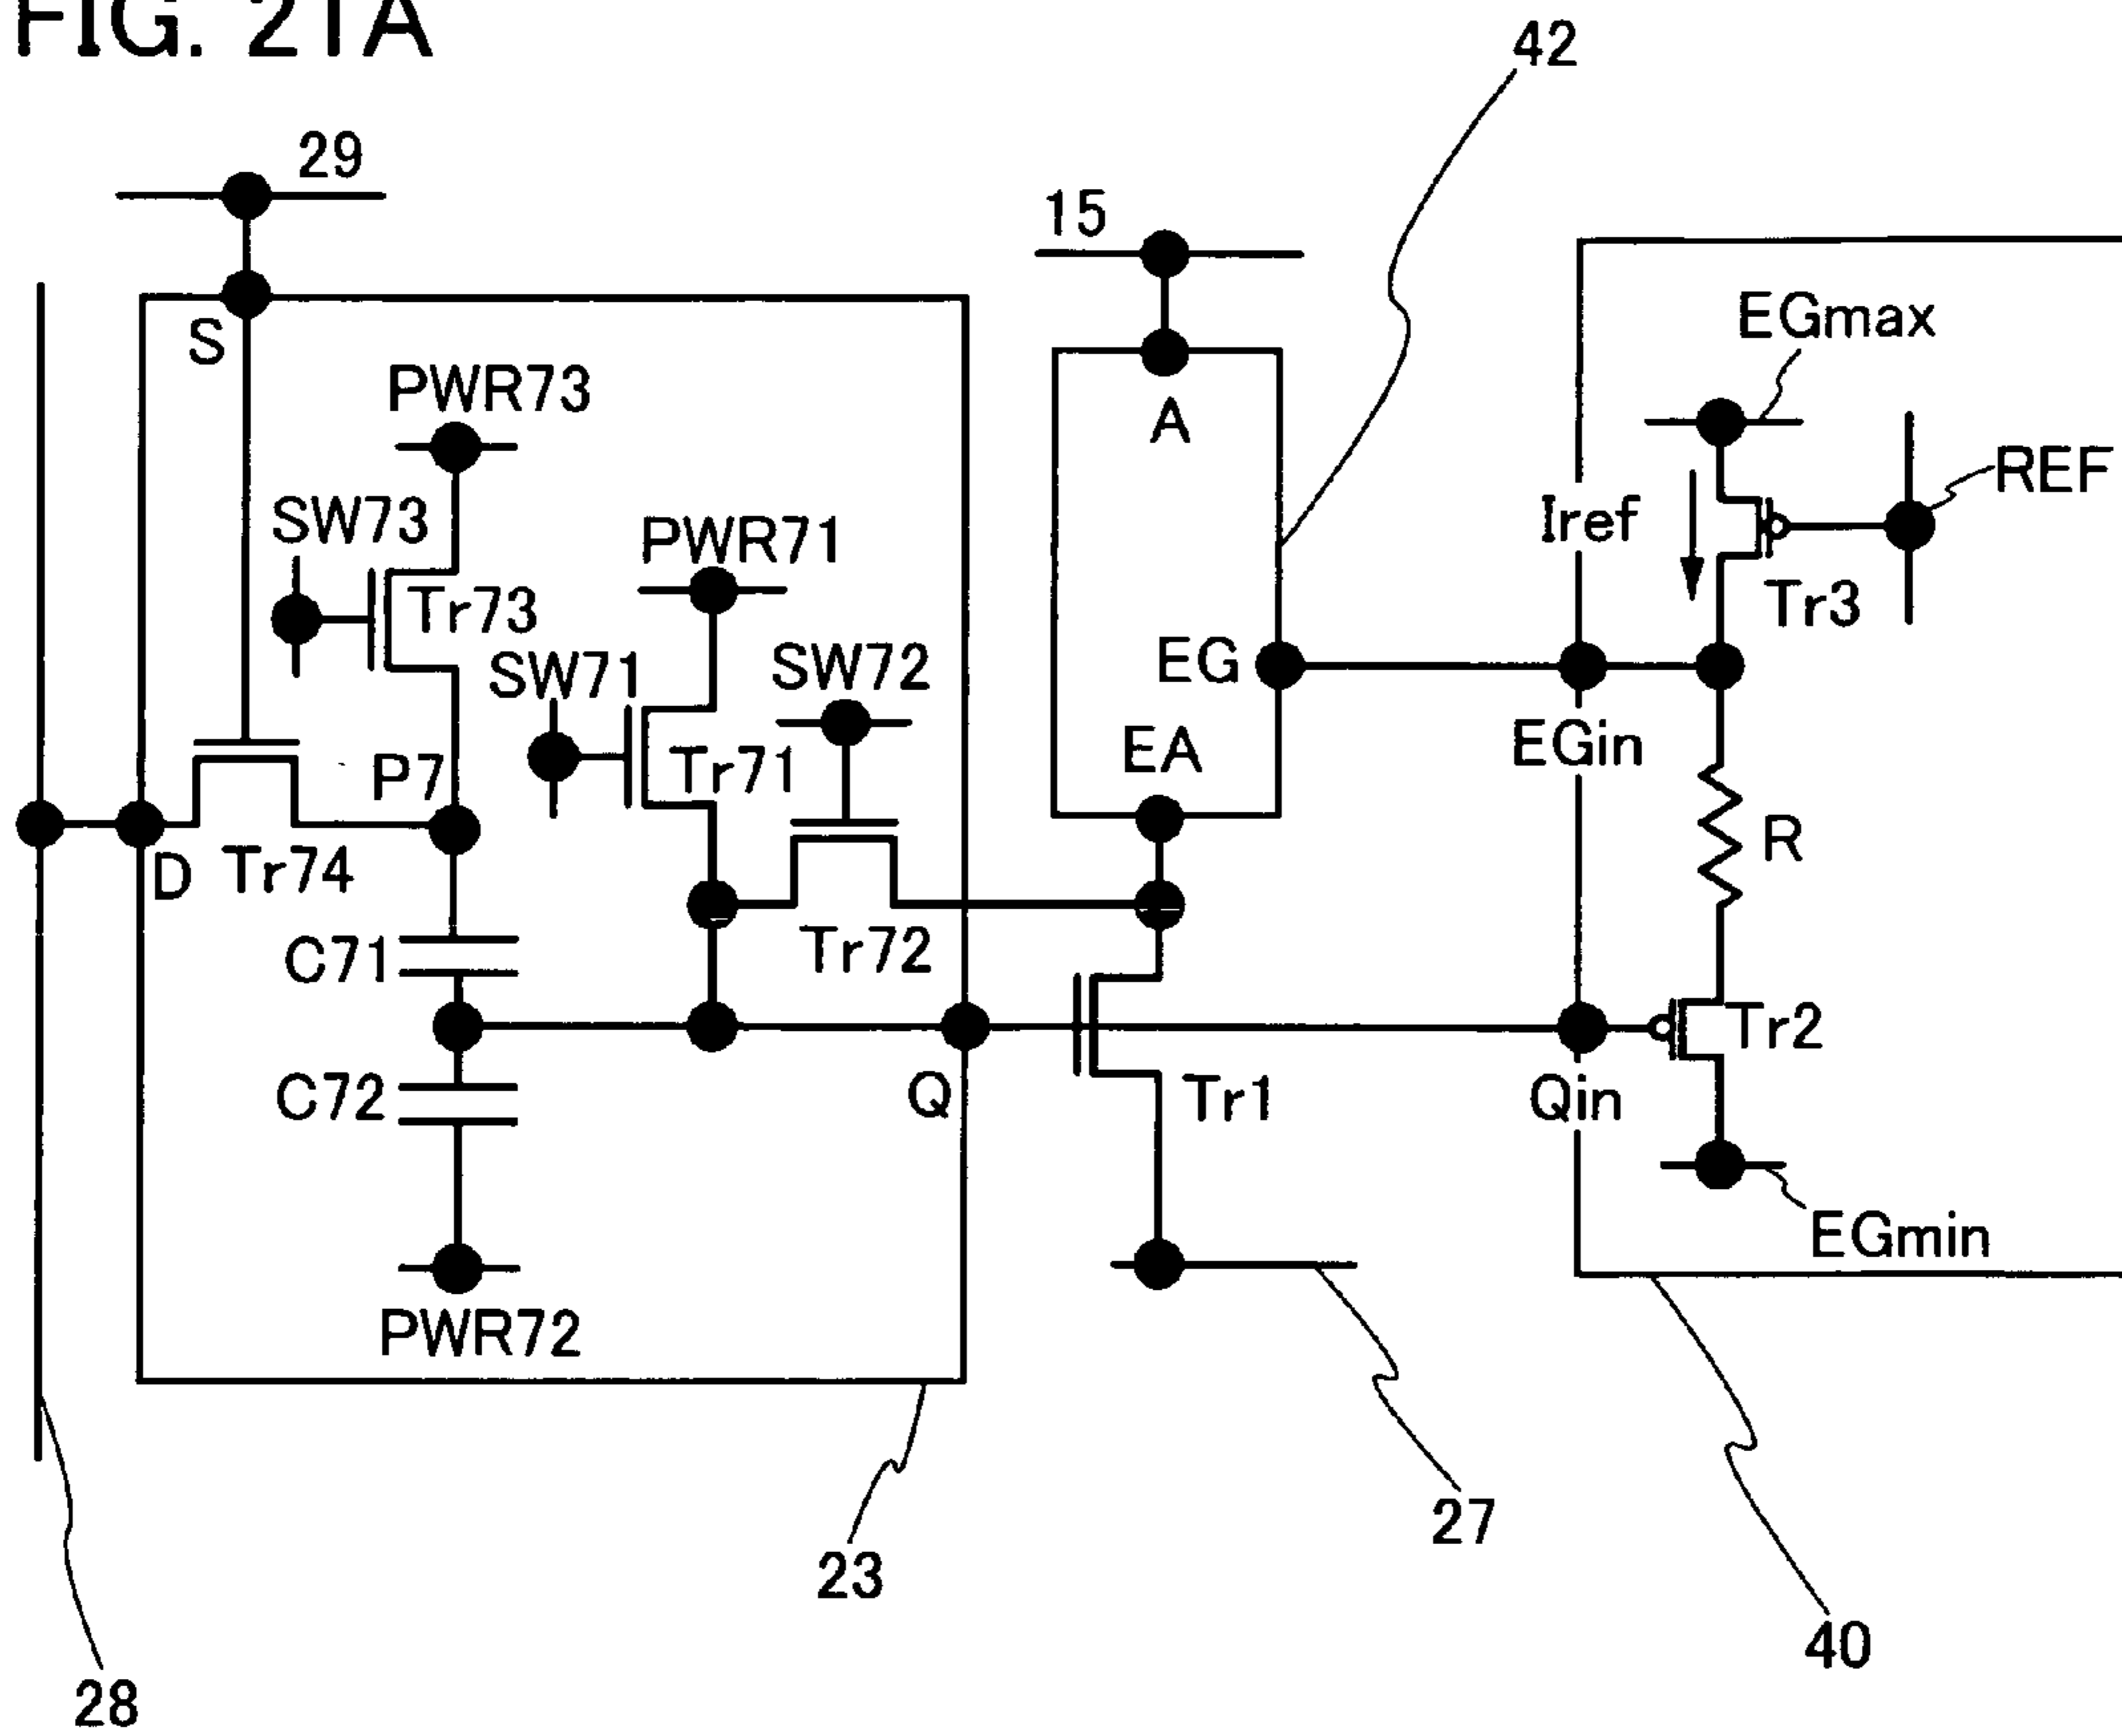 FIG. 21A
42
29
15
S
EGmax
PWR73
A
REF
SW73
Iref
PWR71
Tr73
Tr3
SW71
SW72
EG
EGin
EA
P7
Tr71
R
D
Tr74
C71
Tr72
Tr2
C72
Q
Tr1
Qin
EGmin
PWR72
27
23
40
28